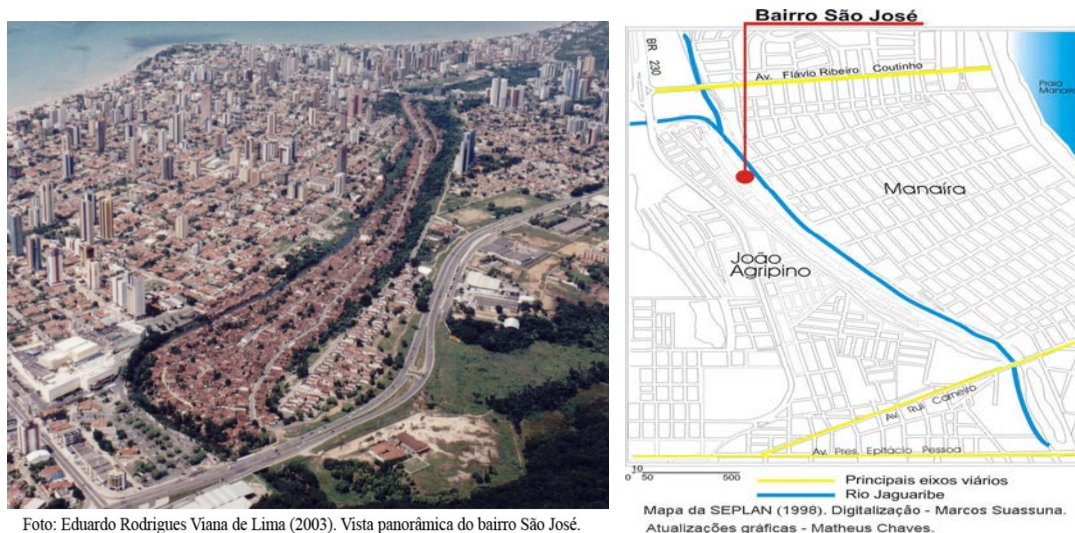 Bairro São José
BR 230
Av. Flávio Ribeiro Coutinho
Praia
Manaíra
Manaíra
João
Agripino
Av. Rui Carneiro
Av. Pres. Epitácio Pessoa
10
0 50 500
Principais eixos viários
Rio Jaguaribe
Mapa da SEPLAN (1998). Digitalização - Marcos Suassuna.
Atualizações gráficas - Matheus Chaves.
Foto: Eduardo Rodrigues Viana de Lima (2003). Vista panorâmica do bairro São José.